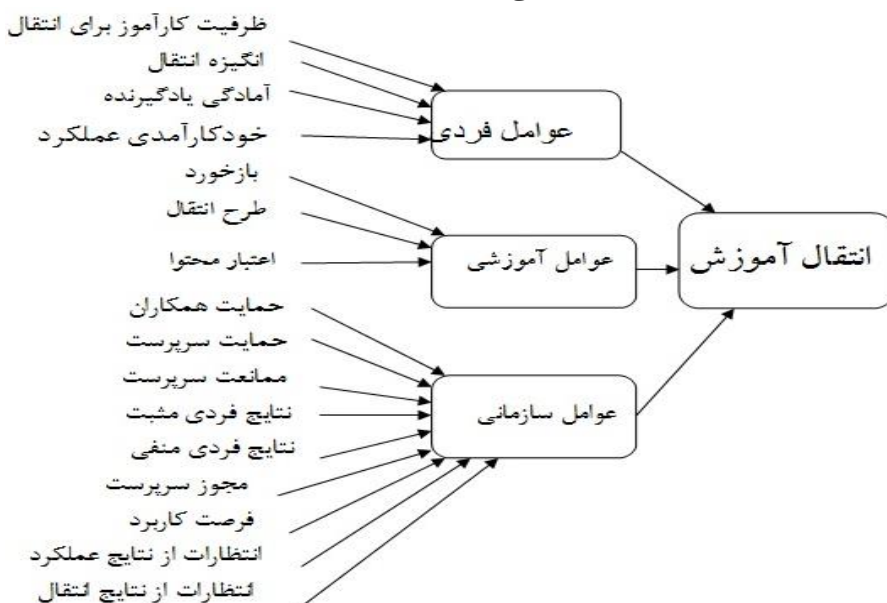 ظرفیت کارآموز برای انتقال
انگیزه انتقال
آمادگی یادگیرنده
خودکارآمدی عملکرد
عوامل فردی
بازخورد
طرح انتقال
اعتبار محتوا
عوامل آموزشی
انتقال آموزش
حمایت همکاران
حمایت سرپرست
ممانعت سرپرست
نتایج فردی مثبت
نتایج فردی منفی
مجوز سرپرست
فرصت کاربرد
انتظارات از نتایج عملکرد
انتظارات از نتایج انتقال
عوامل سازمانی